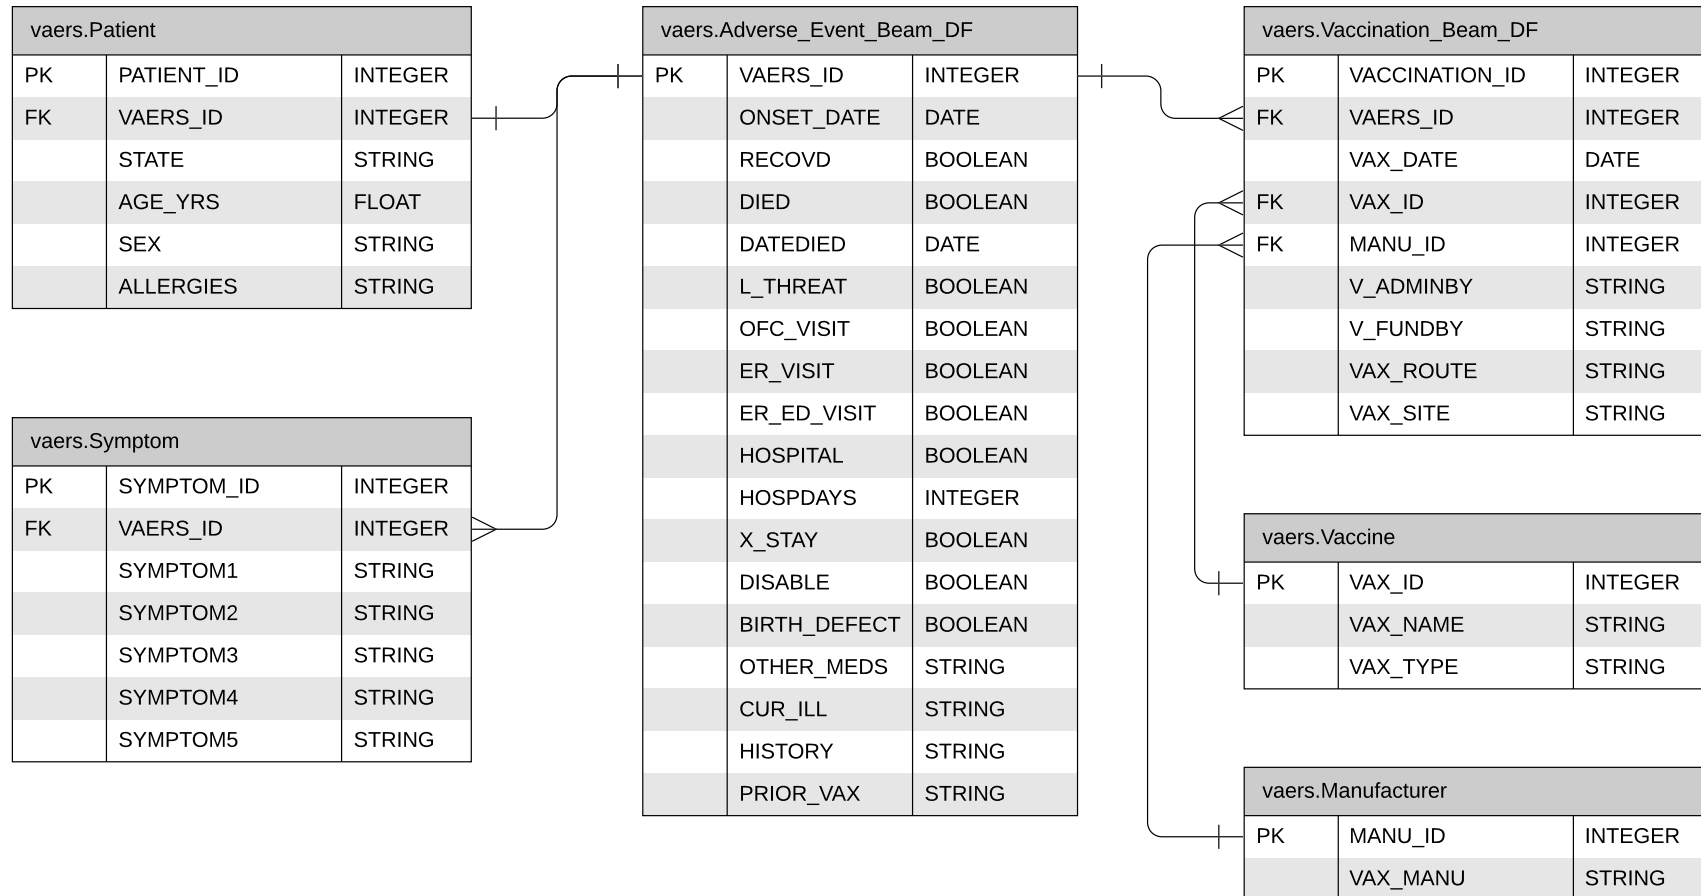 vaers.Patient
PK PATIENT_ID INTEGER
FK VAERS_ID INTEGER
STATE STRING
AGE_YRS FLOAT
SEX STRING
ALLERGIES STRING
vaers.Symptom
PK SYMPTOM_ID INTEGER
FK VAERS_ID INTEGER
SYMPTOM1 STRING
SYMPTOM2 STRING
SYMPTOM3 STRING
SYMPTOM4 STRING
SYMPTOM5 STRING
vaers.Adverse_Event_Beam_DF
PK VAERS_ID INTEGER
ONSET_DATE DATE
RECOVD BOOLEAN
DIED BOOLEAN
DATEDIED DATE
L_THREAT BOOLEAN
OFC_VISIT BOOLEAN
ER_VISIT BOOLEAN
ER_ED_VISIT BOOLEAN
HOSPITAL BOOLEAN
HOSPDAYS INTEGER
X_STAY BOOLEAN
DISABLE BOOLEAN
BIRTH_DEFECT BOOLEAN
OTHER_MEDS STRING
CUR_ILL STRING
HISTORY STRING
PRIOR_VAX STRING
vaers.Vaccination_Beam_DF
PK VACCINATION_ID INTEGER
FK VAERS_ID INTEGER
VAX_DATE DATE
FK VAX_ID INTEGER
FK MANU_ID INTEGER
V_ADMINBY STRING
V_FUNDBY STRING
VAX_ROUTE STRING
VAX_SITE STRING
vaers.Vaccine
PK VAX_ID INTEGER
VAX_NAME STRING
VAX_TYPE STRING
vaers.Manufacturer
PK MANU_ID INTEGER
VAX_MANU STRING